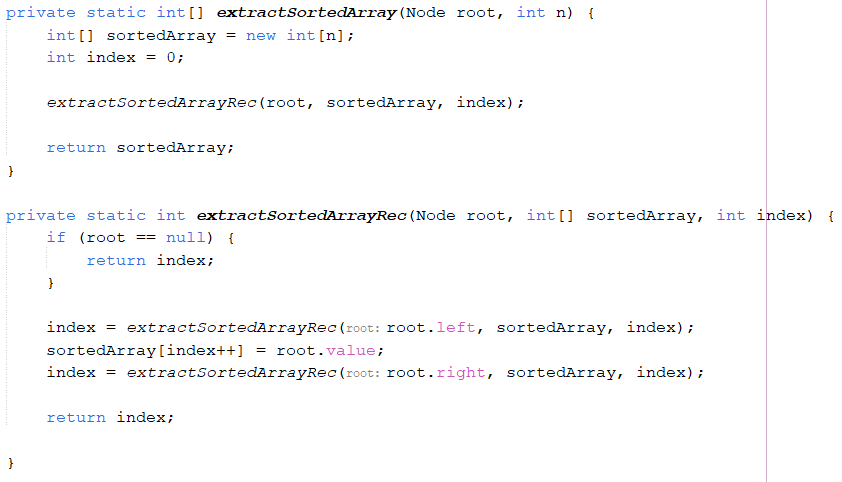 private static int[] extractSortedArray(Node root, int n) {
    int[] sortedArray = new int[n];
    int index = 0;

    extractSortedArrayRec(root, sortedArray, index);

    return sortedArray;
}

private static int extractSortedArrayRec(Node root, int[] sortedArray, int index) {
    if (root == null) {
        return index;
    }

    index = extractSortedArrayRec(root: root.left, sortedArray, index);
    sortedArray[index++] = root.value;
    index = extractSortedArrayRec(root: root.right, sortedArray, index);

    return index;

}